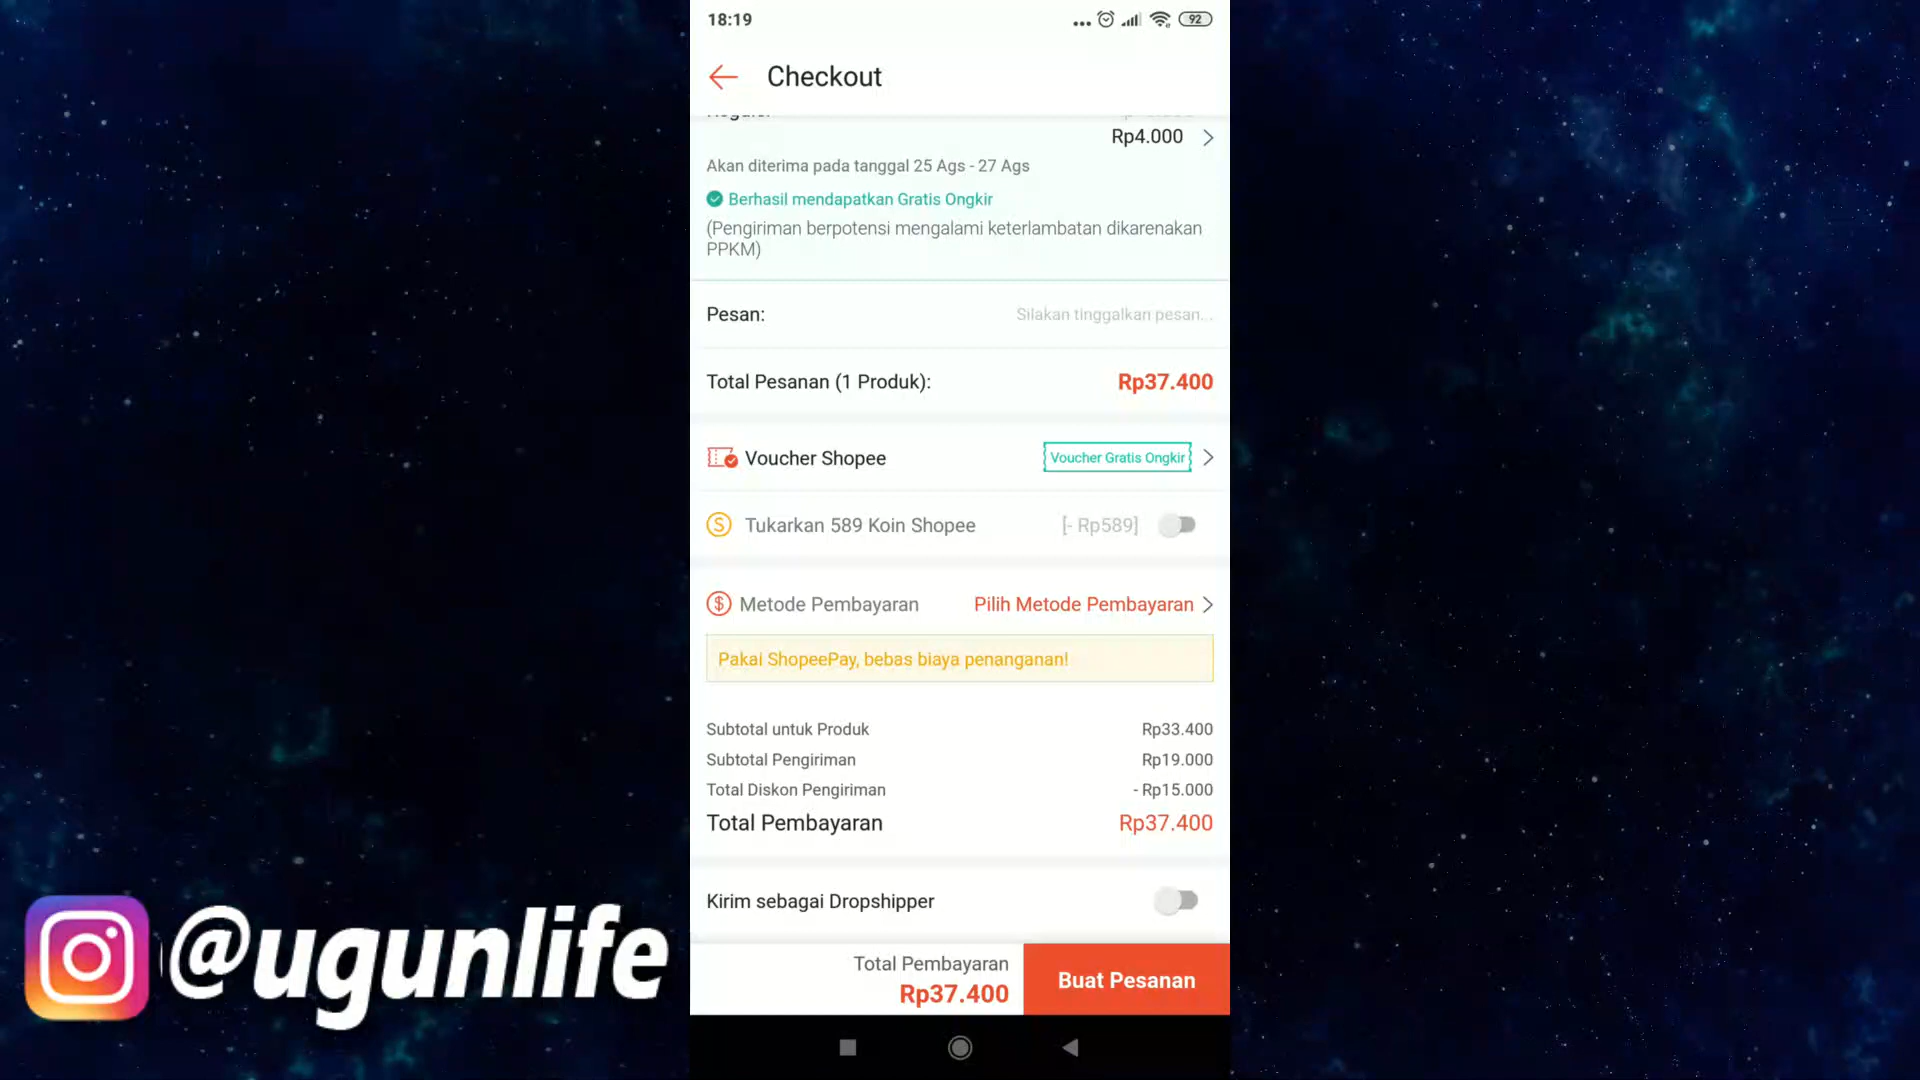 18:19
92
Checkout
Rp4.000
Akan diterima pada tanggal 25 Ags - 27 Ags
Berhasil mendapatkan Gratis Ongkir
(Pengiriman berpotensi mengalami keterlambatan dikarenakan
PPKM)
Pesan: Silakan tinggalkan pesan...
Total Pesanan (1 Produk): Rp37.400
Voucher Shopee Voucher Gratis Ongkir
Tukarkan 589 Koin Shopee [- Rp589]
Metode Pembayaran Pilih Metode Pembayaran
Pakai ShopeePay, bebas biaya penanganan!
Subtotal untuk Produk Rp33.400
Subtotal Pengiriman Rp19.000
Total Diskon Pengiriman - Rp15.000
Total Pembayaran Rp37.400
Kirim sebagai Dropshipper
Total Pembayaran
Rp37.400
Buat Pesanan
@ugunlife